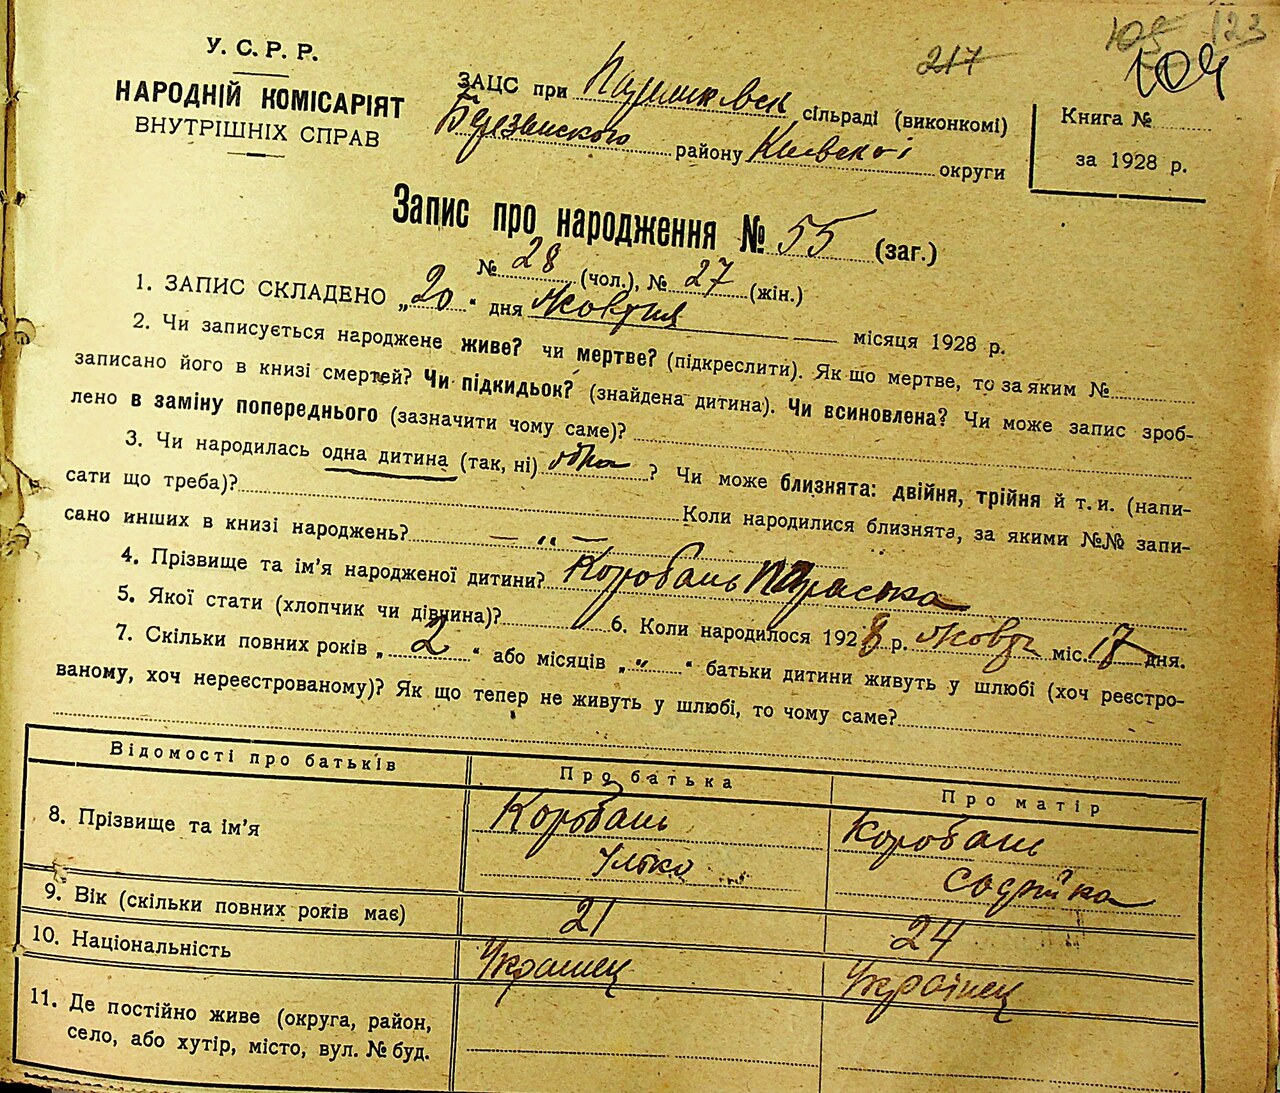 217 105 123
104
У. С. Р. Р.
НАРОДНІЙ КОМІСАРІЯТ
ВНУТРІШНІХ СПРАВ
ЗАЦС при сільраді (виконкомі)
району Київської округи
Книга №
за 1928 р.
Запис про народження № 55 (заг.)
№ 28 (чол.), № 27 (жін.)
1. ЗАПИС СКЛАДЕНО „20“ дня Жовтня місяця 1928 р.
2. Чи записується народжене живе? чи мертве? (підкреслити). Як що мертве, то за яким №
записано його в книзі смертей? Чи підкидьок? (знайдена дитина). Чи всиновлена? Чи може запис зроб-
лено в заміну попереднього (зазначити чому саме)?
3. Чи народилась одна дитина (так, ні) одна ? Чи може близнята: двійня, трійня й т. и. (напи-
сати що треба)? Коли народилися близнята, за якими №№ запи-
сано инших в книзі народжень? — „ —
4. Прізвище та ім'я народженої дитини? Коробань Параска
5. Якої стати (хлопчик чи дівчина)? 6. Коли народилося 1928 р. Жовт міс. 17 дня.
7. Скільки повних років „ 2 “ або місяців „ " “ батьки дитини живуть у шлюбі (хоч реєстро-
ваному, хоч нереєстрованому)? Як що тепер не живуть у шлюбі, то чому саме?
Відомості про батьків Про батька Про матір
8. Прізвище та ім'я Коробань Коробань
9. Вік (скільки повних років має) 21 24
10. Національність Українец Українец
11. Де постійно живе (округа, район,
село, або хутір, місто, вул. № буд.